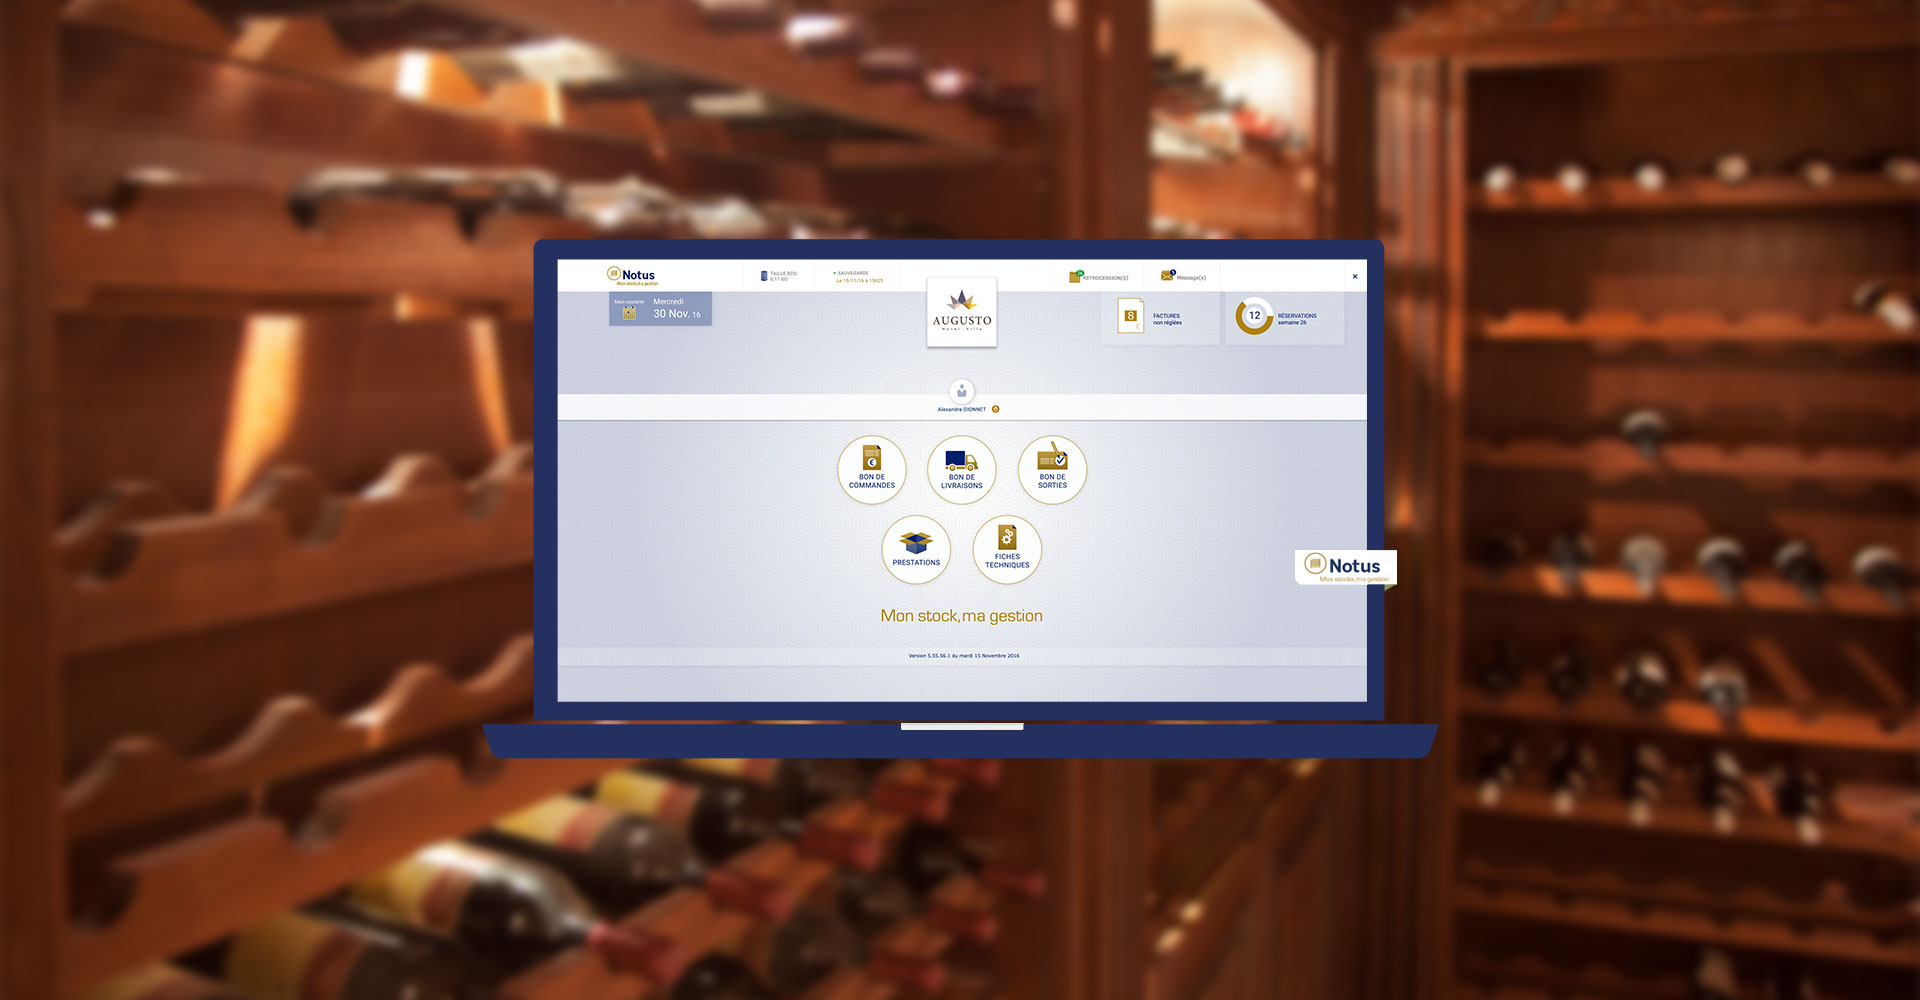 Notus
Mon stock, ma gestion
TAILLE BDD
0,11 GO
SAUVEGARDE
Le 15/11/16 à 15h25
RETROCESSION(S)
Message(s)
Main courante
Mercredi
30 Nov. 16
AUGUSTO
Hotel - Villa
8
€
FACTURES
non réglées
12
RÉSERVATIONS
semaine 26
Alexandre DIONNET
€
BON DE
COMMANDES
BON DE
LIVRAISONS
BON DE
SORTIES
PRESTATIONS
FICHES
TECHNIQUES
Notus
Mes stocks, ma gestion
Mon stock, ma gestion
Version 5.55.56.1 du mardi 15 Novembre 2016